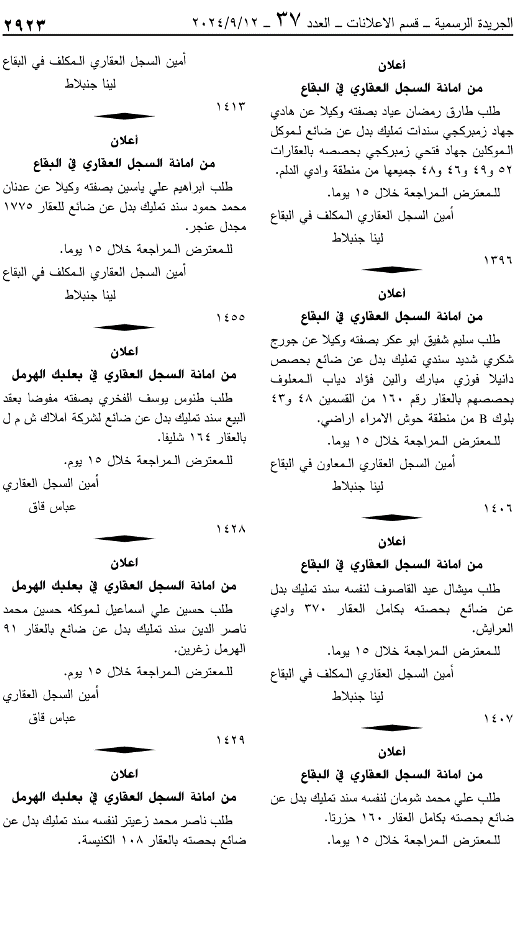 الجريدة الرسمية ــ قسم الاعلانات ــ العدد ٣٧ ــ ٢٠٢٤/٩/١٢
٢٩٢٣
أعلان
من امانة السجل العقاري في البقاع
طلب طارق رمضان عياد بصفته وكيلا عن هادي
جهاد زمبركجي سندات تمليك بدل عن ضائع لموكل
الموكلين جهاد فتحي زمبركجي بحصصه بالعقارات
٥٢ و٤٩ و٤٦ و٤٨ جميعها من منطقة وادي الدلم.
للمعترض المراجعة خلال ١٥ يوما.
أمين السجل العقاري المكلف في البقاع
لينا جنبلاط
١٣٩٦
أعلان
من امانة السجل العقاري في البقاع
طلب سليم شفيق ابو عكر بصفته وكيلا عن جورج
شكري شديد سندي تمليك بدل عن ضائع بحصص
دانيلا فوزي مبارك والين فؤاد دياب المعلوف
بحصصهم بالعقار رقم ١٦٠ من القسمين ٤٨ و٤٣
بلوك B من منطقة حوش الامراء اراضي.
للمعترض المراجعة خلال ١٥ يوما.
أمين السجل العقاري المعاون في البقاع
لينا جنبلاط
١٤٠٦
أعلان
من امانة السجل العقاري في البقاع
طلب ميشال عيد القاصوف لنفسه سند تمليك بدل
عن ضائع بحصته بكامل العقار ٣٧٠ وادي
العرايش.
للمعترض المراجعة خلال ١٥ يوما.
أمين السجل العقاري المكلف في البقاع
لينا جنبلاط
١٤٠٧
أعلان
من امانة السجل العقاري في البقاع
طلب علي محمد شومان لنفسه سند تمليك بدل عن
ضائع بحصته بكامل العقار ١٦٠ حزرتا.
للمعترض المراجعة خلال ١٥ يوما.
أمين السجل العقاري المكلف في البقاع
لينا جنبلاط
١٤١٣
أعلان
من امانة السجل العقاري في البقاع
طلب ابراهيم علي ياسين بصفته وكيلا عن عدنان
محمد حمود سند تمليك بدل عن ضائع للعقار ١٧٧٥
مجدل عنجر.
للمعترض المراجعة خلال ١٥ يوما.
أمين السجل العقاري المكلف في البقاع
لينا جنبلاط
١٤٥٥
اعلان
من امانة السجل العقاري في بعلبك الهرمل
طلب طنوس يوسف الفخري بصفته مفوضا بعقد
البيع سند تمليك بدل عن ضائع لشركة املاك ش م ل
بالعقار ١٦٤ شليفا.
للمعترض المراجعة خلال ١٥ يوم.
أمين السجل العقاري
عباس قاق
١٤٢٨
اعلان
من امانة السجل العقاري في بعلبك الهرمل
طلب حسين علي اسماعيل لموكله حسين محمد
ناصر الدين سند تمليك بدل عن ضائع بالعقار ٩١
الهرمل زغرين.
للمعترض المراجعة خلال ١٥ يوم.
أمين السجل العقاري
عباس قاق
١٤٢٩
اعلان
من امانة السجل العقاري في بعلبك الهرمل
طلب ناصر محمد زعيتر لنفسه سند تمليك بدل عن
ضائع بحصته بالعقار ١٠٨ الكنيسة.